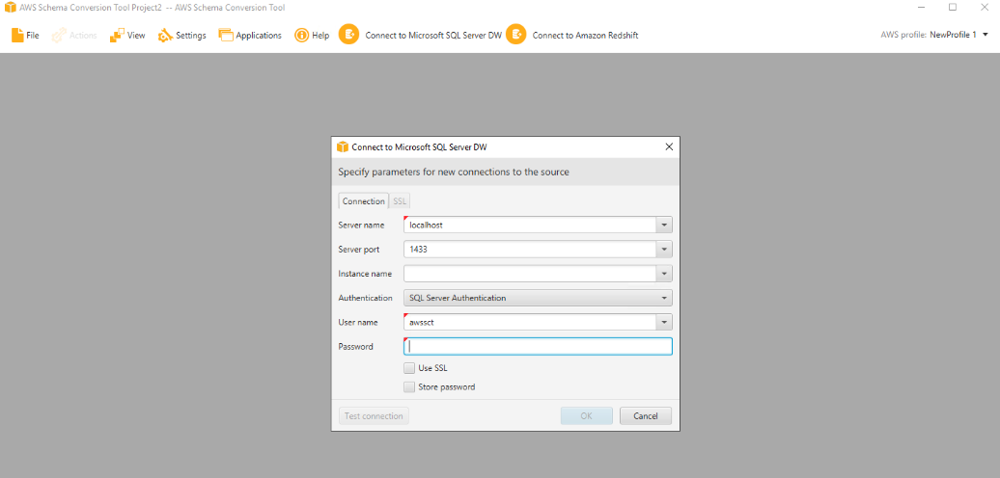 AWS Schema Conversion Tool Project2 -- AWS Schema Conversion Tool
File Actions View Settings Applications Help Connect to Microsoft SQL Server DW Connect to Amazon Redshift AWS profile: NewProfile 1
Connect to Microsoft SQL Server DW
Specify parameters for new connections to the source
Connection SSL
Server name localhost
Server port 1433
Instance name
Authentication SQL Server Authentication
User name awssct
Password
Use SSL
Store password
Test connection OK Cancel